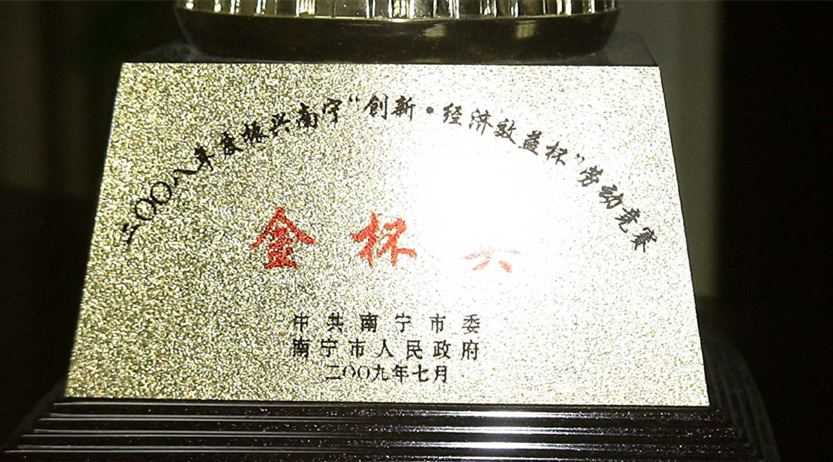 二〇〇八年度振兴南宁“创新·经济效益杯”劳动竞赛
金杯奖
中共南宁市委
南宁市人民政府
二〇〇九年七月